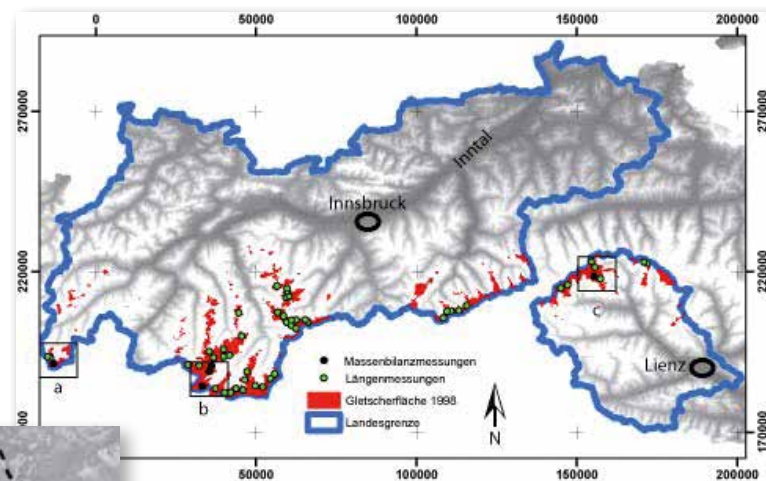 0 50000 100000 150000 200000
270000 270000
Inntal
Innsbruck
220000 220000
c
Massenbilanzmessungen
Längenmessungen
Lienz
a
Gletscherfläche 1998
b
Landesgrenze
N
170000
50000 100000 150000 200000